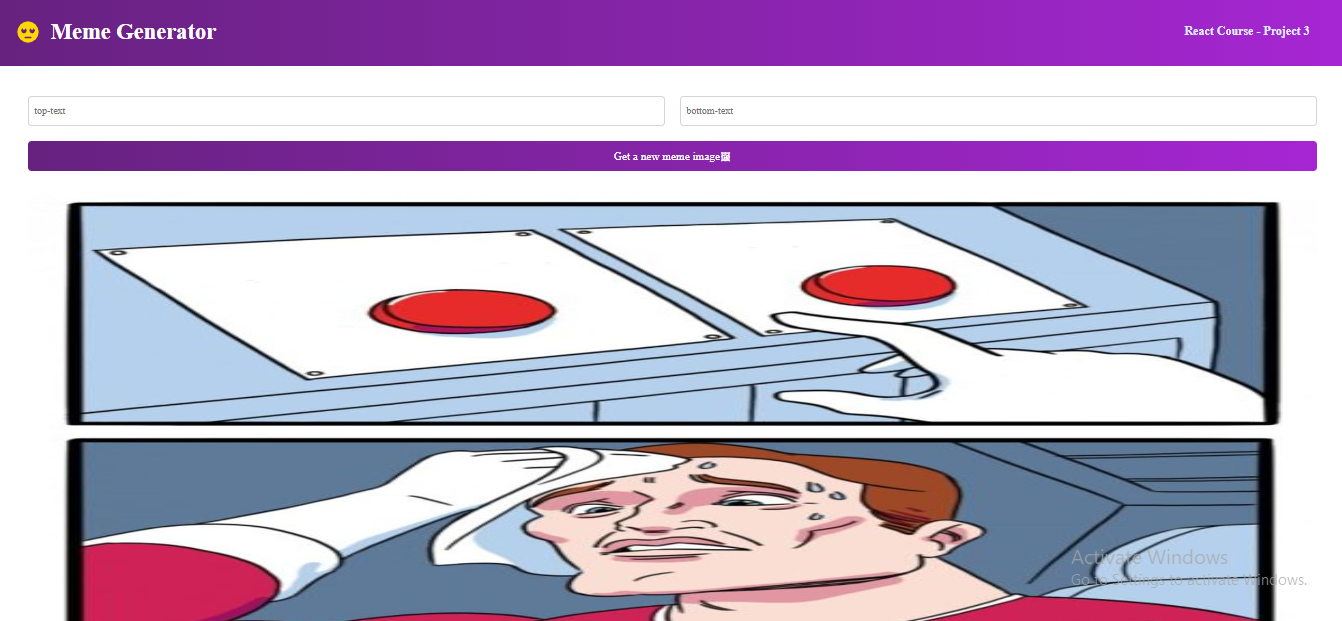 Meme Generator
React Course - Project 3
top-text
bottom-text
Get a new meme image🖼
Activate Windows
Go to Settings to activate Windows.